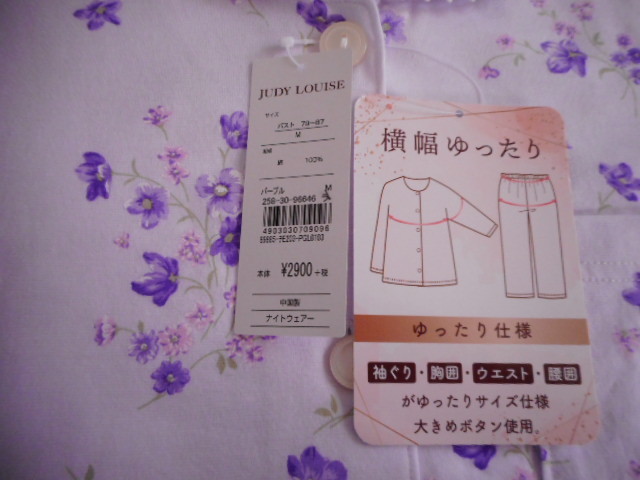 JUDY LOUISE
サイズ
バスト 79-87
M
組成
綿 100%
パープル M
258-30-96646
4903030709096
本体 ¥2900+税
中国製
ナイトウェアー
横幅ゆったり
ゆったり仕様
袖ぐり・胸囲・ウエスト・腰囲
がゆったりサイズ仕様
大きめボタン使用。